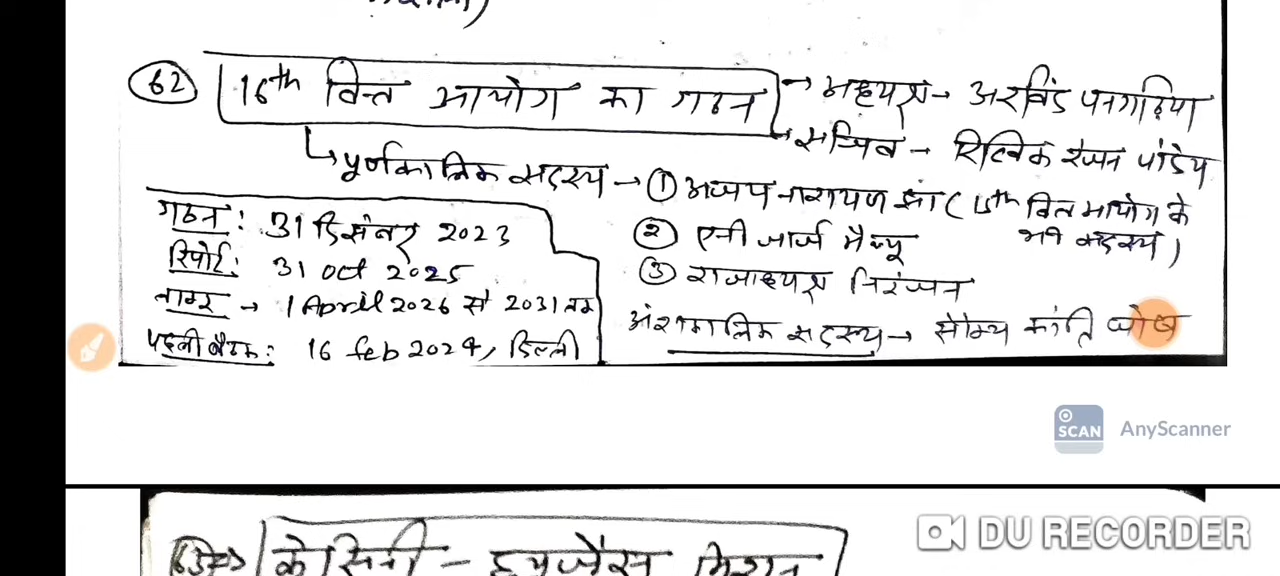 62 16th वित्त आयोग का गठन → अध्यक्ष → अरविंद पनगढ़िया
→ सचिव → रित्विक रंजन पांडेय
पूर्णकालिक सदस्य → ① अजय नारायण झा (15th वित्त आयोग के भी सदस्य)
② एनी जार्ज मैथ्यू
③ राजाध्यक्ष निरंजन
अंशकालिक सदस्य → सौम्य कांति घोष
गठन: 31 दिसंबर 2023
रिपोर्ट: 31 oct 2025
लागू → 1 April 2026 से 2031 तक
पहली बैठक: 16 feb 2024, दिल्ली
SCAN AnyScanner
DU RECORDER